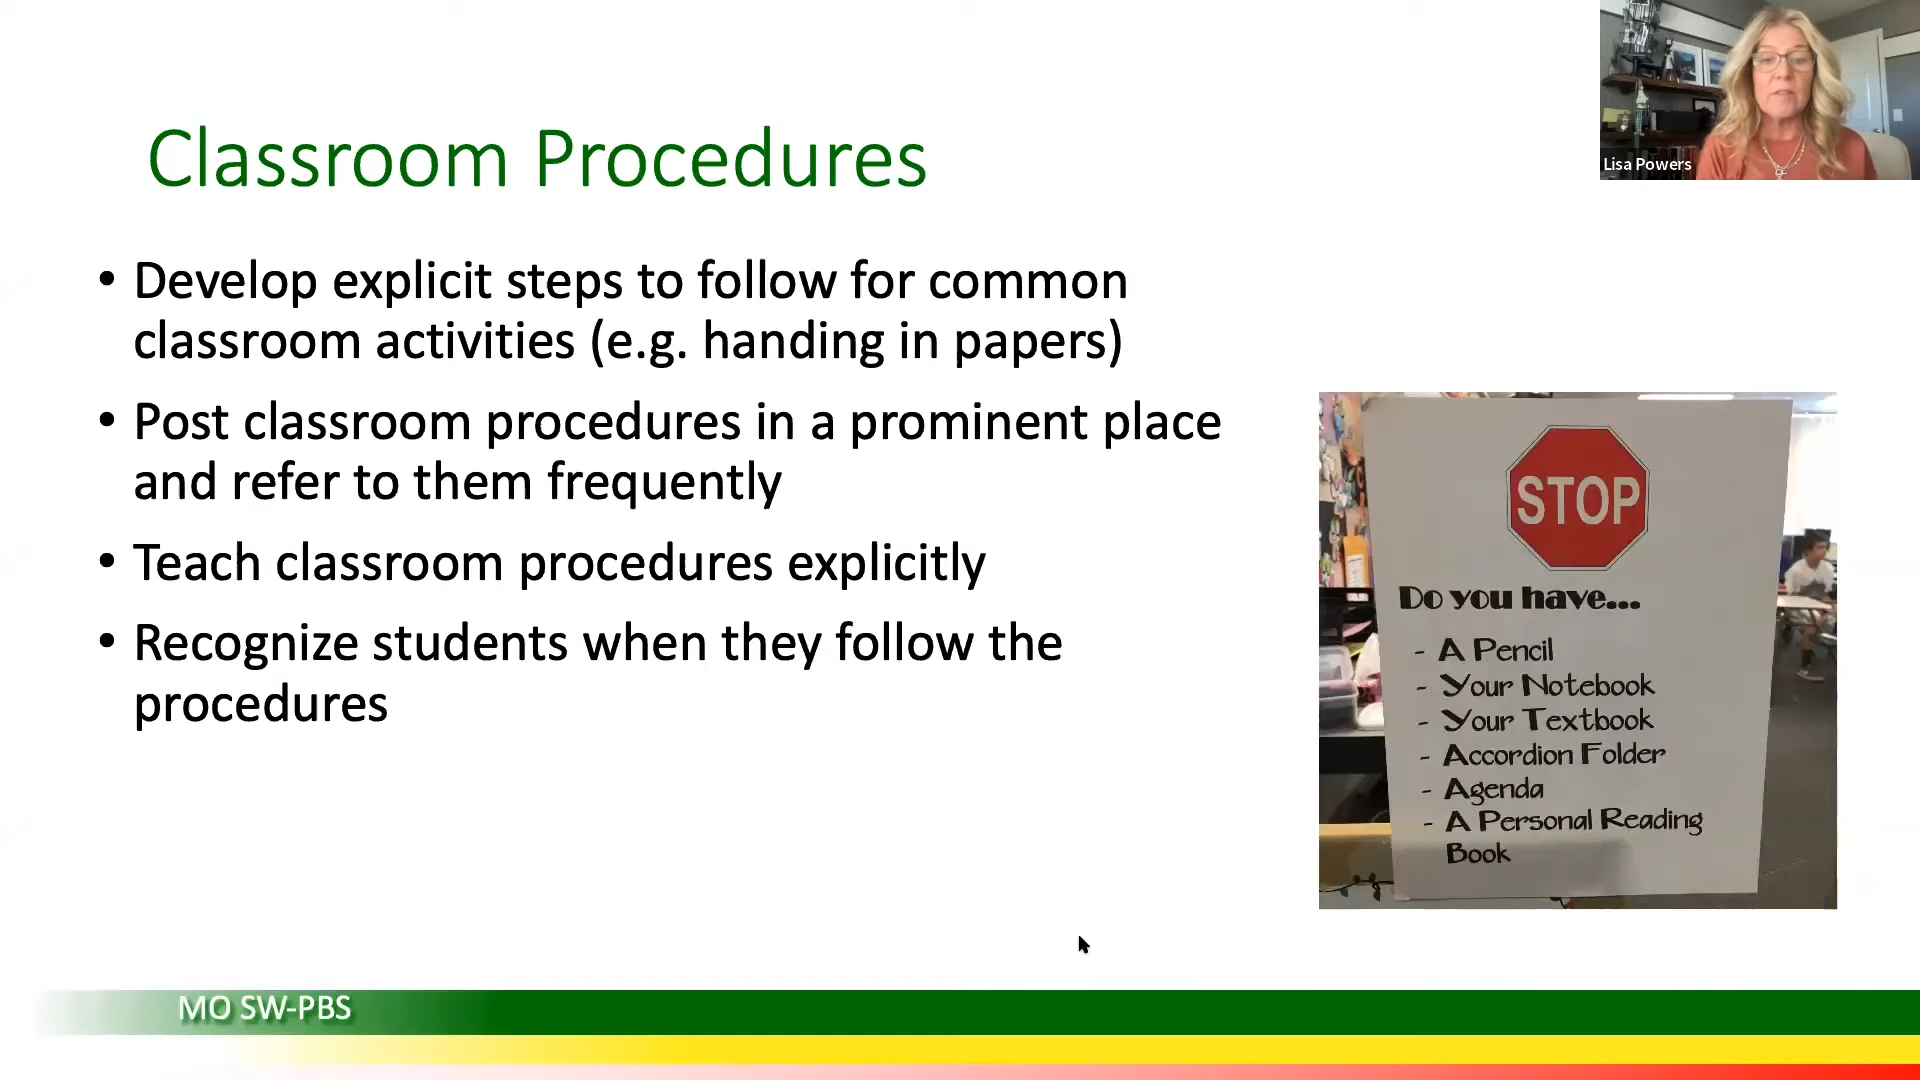 Classroom Procedures
Lisa Powers
• Develop explicit steps to follow for common
classroom activities (e.g. handing in papers)
• Post classroom procedures in a prominent place
and refer to them frequently
• Teach classroom procedures explicitly
• Recognize students when they follow the
procedures
STOP
Do you have...
- A Pencil
- Your Notebook
- Your Textbook
- Accordion Folder
- Agenda
- A Personal Reading
Book
MO SW-PBS